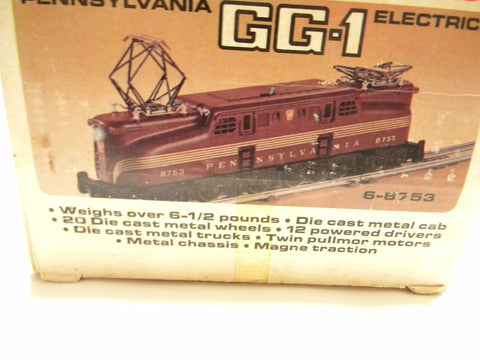 PENNSYLVANIA GG-1 ELECTRIC
8753 PENNSYLVANIA 8753
6-8753
• Weighs over 6-1/2 pounds • Die cast metal cab
• 20 Die cast metal wheels • 12 powered drivers
• Die cast metal trucks • Twin pullmor motors
• Metal chassis • Magne traction